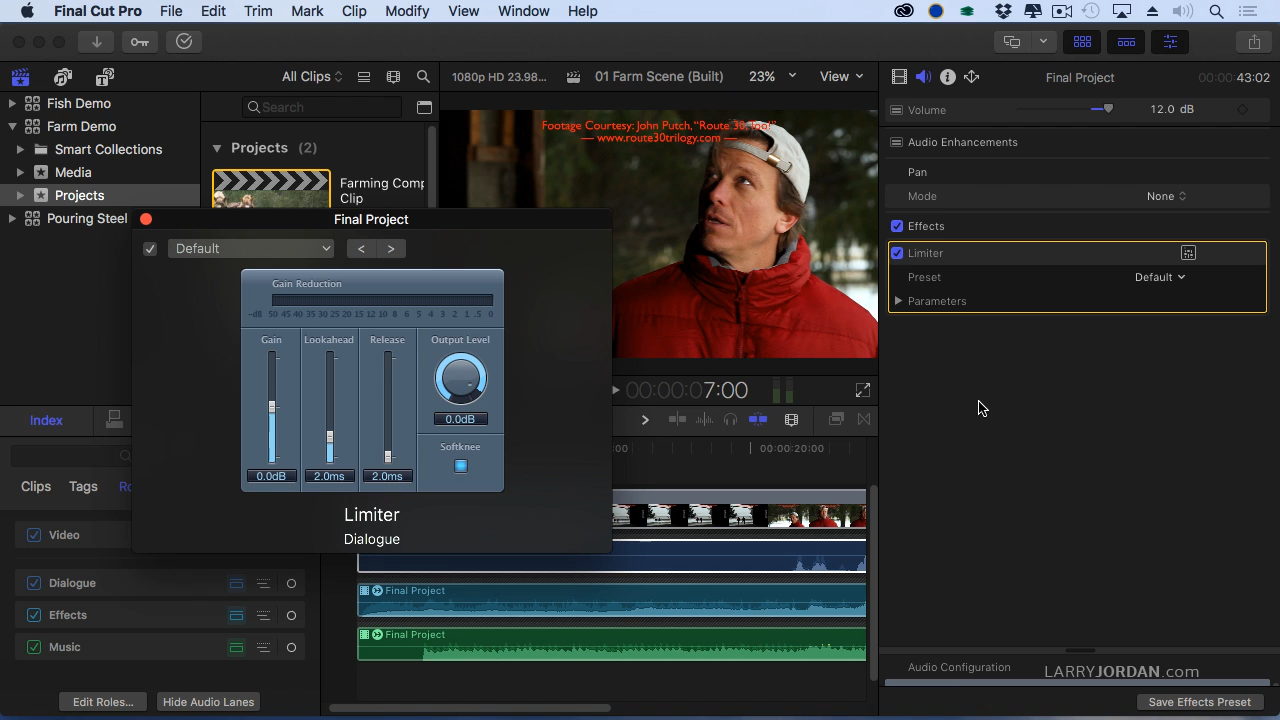 Final Cut Pro File Edit Trim Mark Clip Modify View Window Help
All Clips
1080p HD 23.98... 01 Farm Scene (Built) 23% View
Final Project 00:00:00:43:02
Fish Demo
Farm Demo
Smart Collections
Media
Projects
Pouring Steel
Search
Projects (2)
Farming Comp
Clip
Footage Courtesy: John Putch, "Route 30, Too!"
— www.route30trilogy.com —
Volume 12.0 dB
Audio Enhancements
Pan
Mode None
Effects
Limiter
Preset Default
Parameters
Final Project
Default
Gain Reduction
-dB 50 45 40 35 30 25 20 15 12 10 8 6 5 4 3 2 1 .5 0
Gain Lookahead Release Output Level
0.0dB
Softknee
0.0dB 2.0ms 2.0ms
Limiter
Dialogue
00:00:07:00
Index
:00 00:00:20:00
Clips Tags Ro
Video
Dialogue
Effects
Music
Final Project
Final Project
Edit Roles... Hide Audio Lanes
Audio Configuration
LARRYJORDAN.com
Save Effects Preset